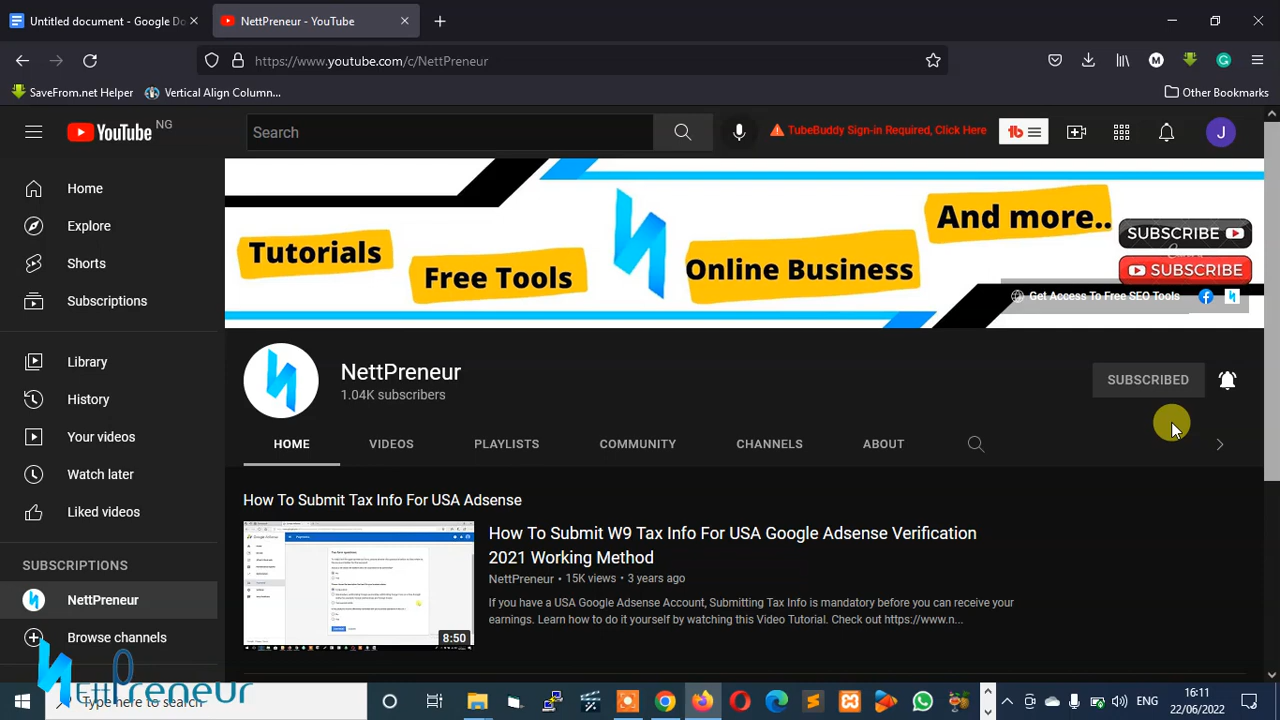 Untitled document - Google Do
NettPreneur - YouTube
https://www.youtube.com/c/NettPreneur
SaveFrom.net Helper
Vertical Align Column...
Other Bookmarks
YouTube NG
Search
TubeBuddy Sign-in Required, Click Here
tb
J
Home
Explore
Shorts
Subscriptions
Library
History
Your videos
Watch later
Liked videos
SUBSCRIPTIONS
NettPreneur
Browse channels
Tutorials
Free Tools
Online Business
And more..
SUBSCRIBE
SUBSCRIBE
Get Access To Free SEO Tools
NettPreneur
1.04K subscribers
SUBSCRIBED
HOME
VIDEOS
PLAYLISTS
COMMUNITY
CHANNELS
ABOUT
How To Submit Tax Info For USA Adsense
How To Submit W9 Tax Info For USA Google Adsense Verification
2021 Working Method
NettPreneur • 15K views • 3 years ago
If you have a USA Google Adsense Account, Submitting Tax Info is mandatory before you can receive your
earnings. Learn how to do it yourself by watching this Video Tutorial. Check out https://www.n...
8:50
NettPreneur
Type here to search
ENG
16:11
22/06/2022